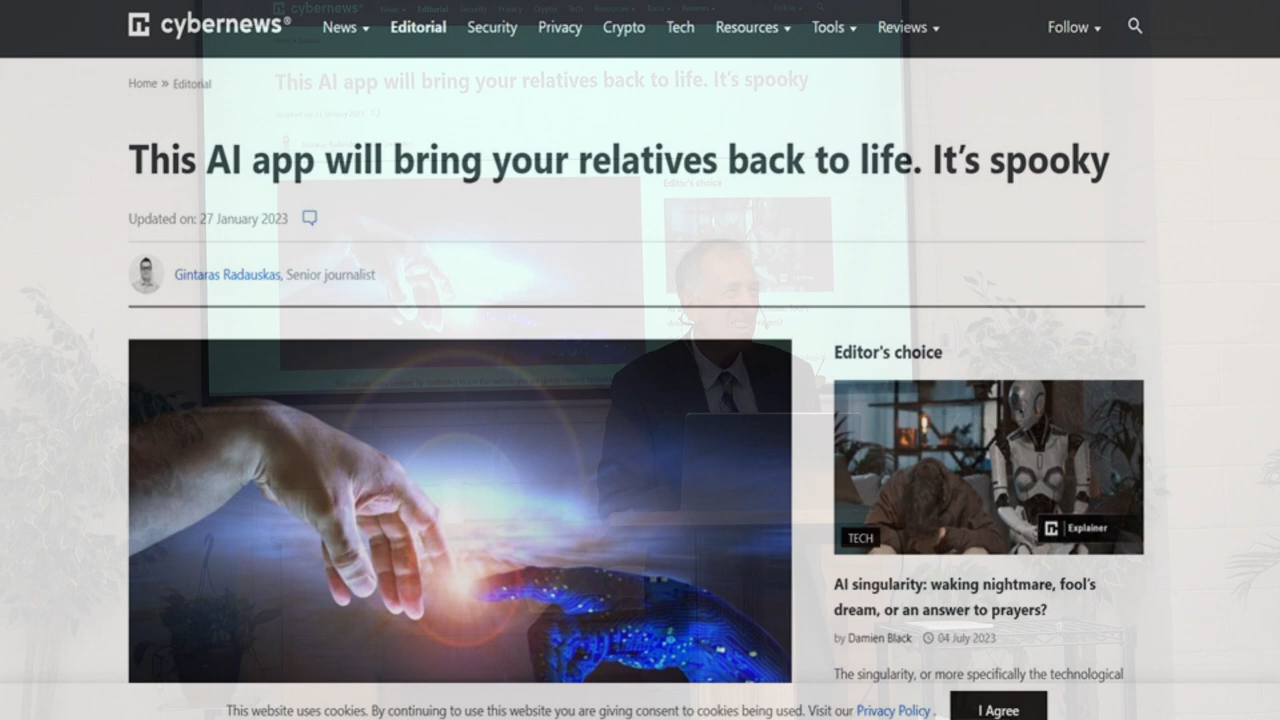 cybernews®
News Editorial Security Privacy Crypto Tech Resources Tools Reviews Follow
Home » Editorial
This AI app will bring your relatives back to life. It's spooky
This AI app will bring your relatives back to life. It’s spooky
Updated on: 27 January 2023
Editor's choice
Gintaras Radauskas, Senior journalist
Editor's choice
TECH
Explainer
AI singularity: waking nightmare, fool’s
dream, or an answer to prayers?
by Damien Black 04 July 2023
The singularity, or more specifically the technological
This website uses cookies. By continuing to use this website you are giving consent to cookies being used. Visit our Privacy Policy .
I Agree